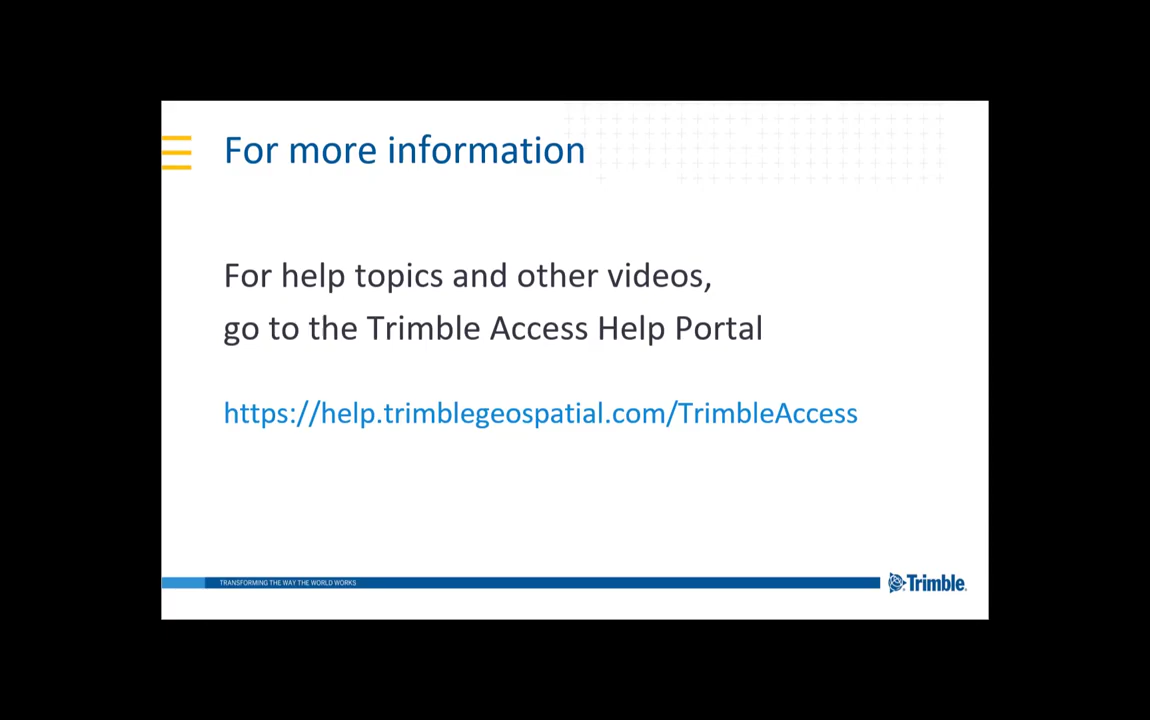 For more information
For help topics and other videos,
go to the Trimble Access Help Portal
https://help.trimblegeospatial.com/TrimbleAccess
TRANSFORMING THE WAY THE WORLD WORKS
Trimble.